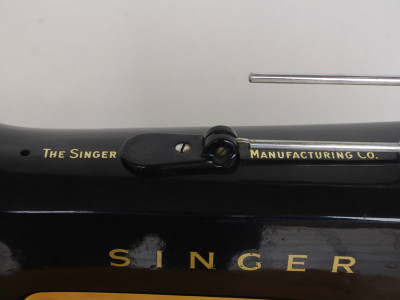 THE SINGER MANUFACTURING CO.
SINGER